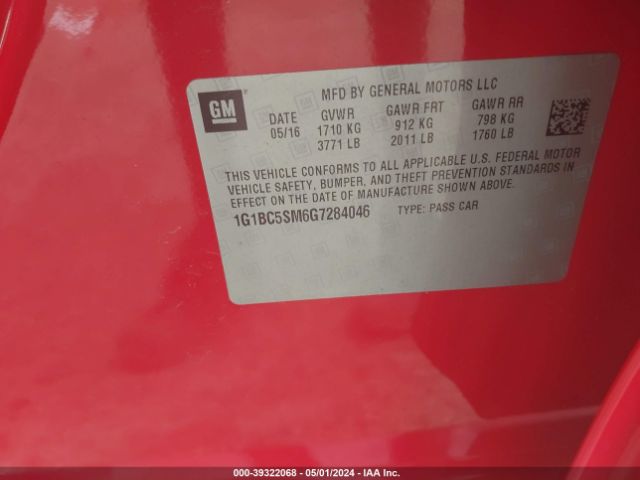 GM
MFD BY GENERAL MOTORS LLC
DATE GVWR GAWR FRT GAWR RR
05/16 1710 KG 912 KG 798 KG
3771 LB 2011 LB 1760 LB
THIS VEHICLE CONFORMS TO ALL APPLICABLE U.S. FEDERAL MOTOR
VEHICLE SAFETY, BUMPER, AND THEFT PREVENTION STANDARDS IN
EFFECT ON THE DATE OF MANUFACTURE SHOWN ABOVE.
1G1BC5SM6G7284046 TYPE: PASS CAR
000-39322068 - 05/01/2024 - IAA Inc.